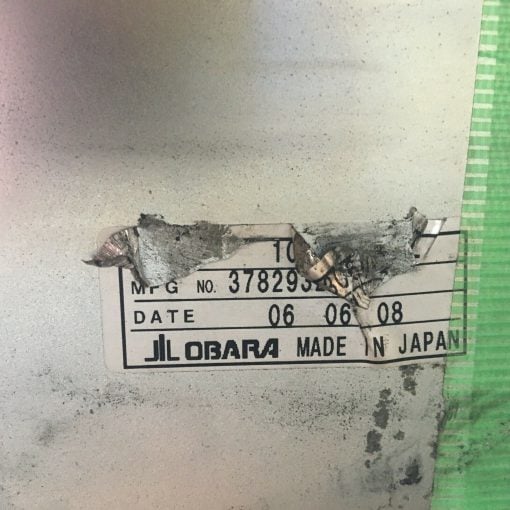 10
MFG NO. 378293
DATE 06 06 08
OBARA MADE IN JAPAN